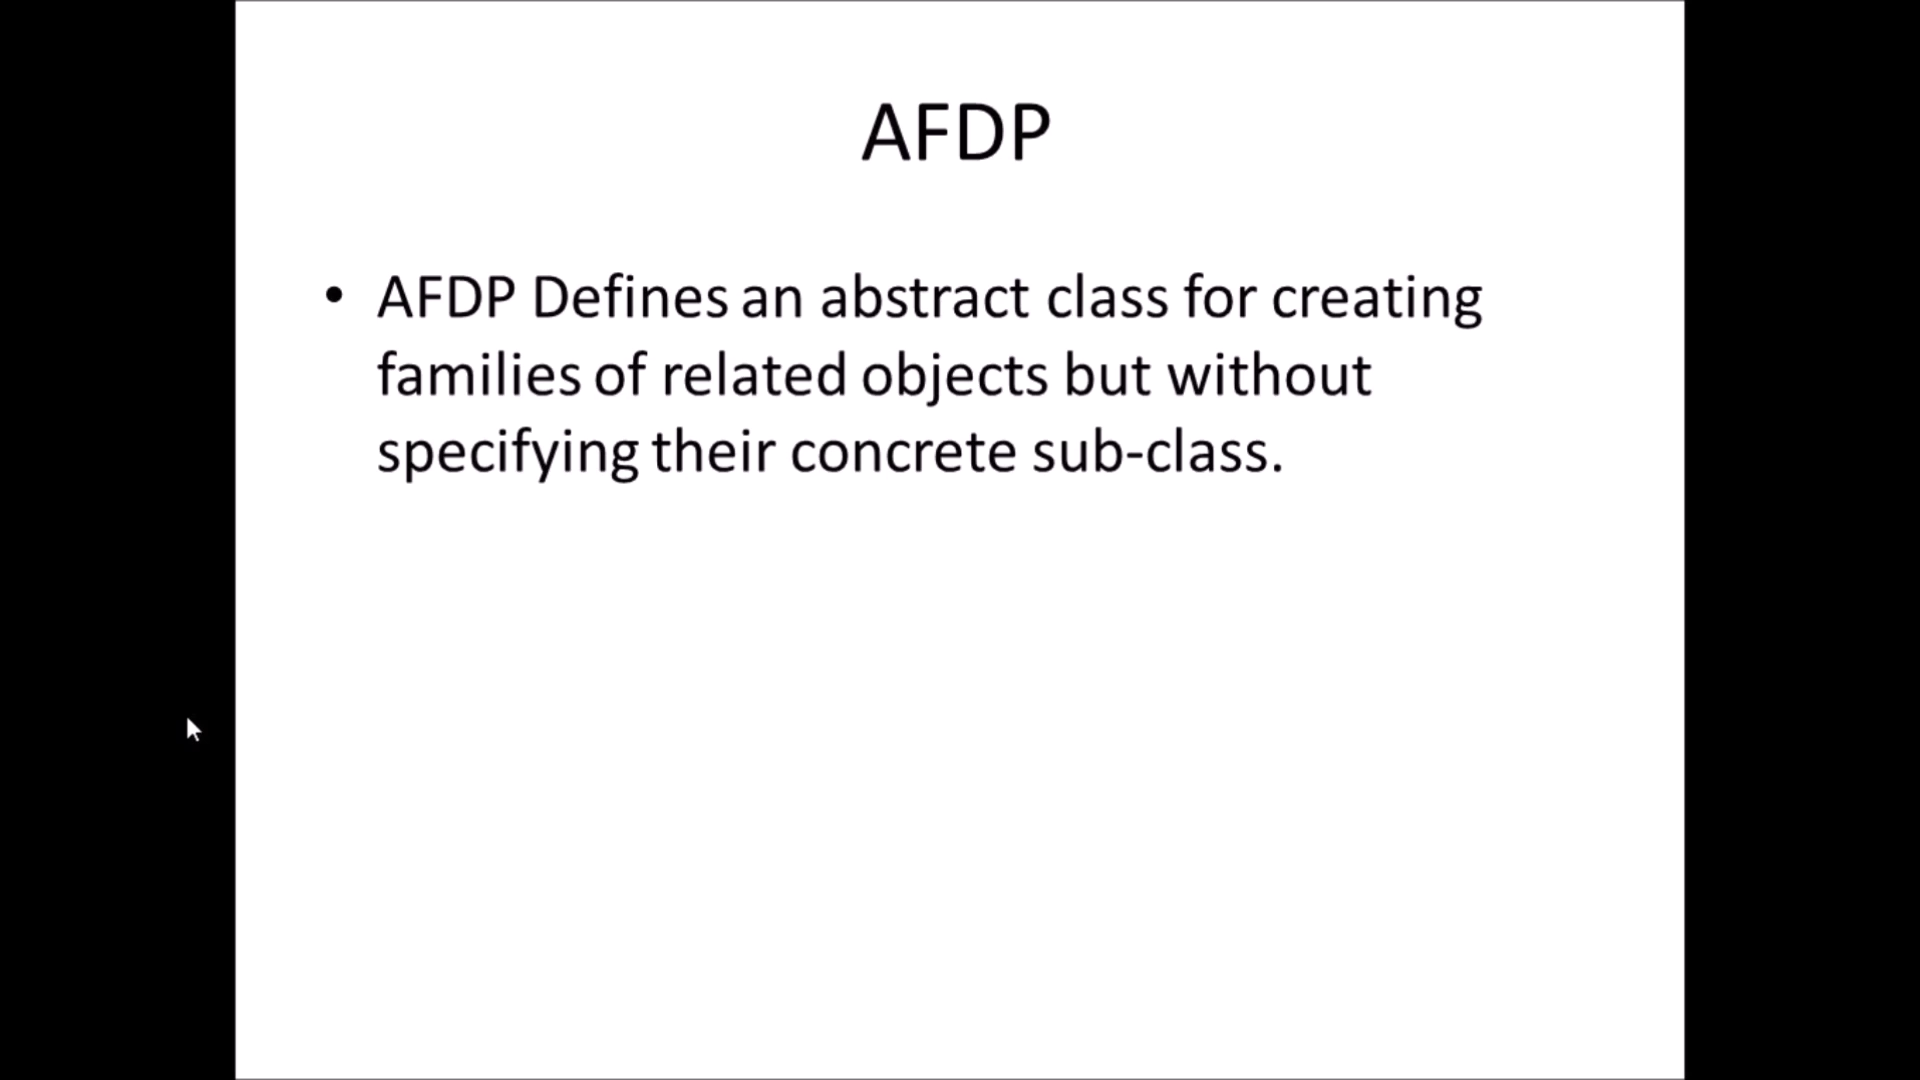 AFDP
• AFDP Defines an abstract class for creating
families of related objects but without
specifying their concrete sub-class.